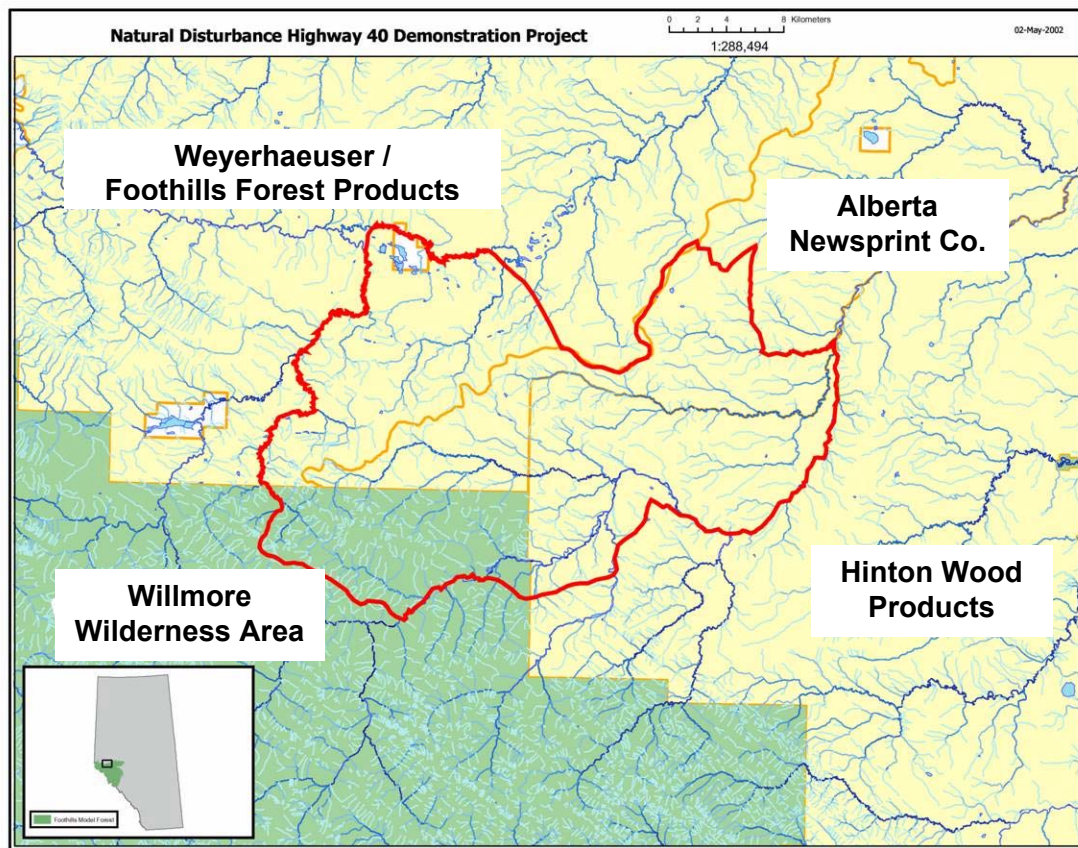 Natural Disturbance Highway 40 Demonstration Project
0 2 4 8 Kilometers
1:288,494
02-May-2002
Weyerhaeuser /
Foothills Forest Products
Alberta
Newsprint Co.
Willmore
Wilderness Area
Hinton Wood
Products
Foothills Model Forest